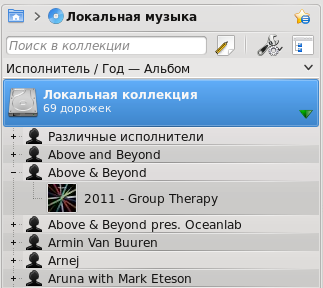 Локальная музыка
Поиск в коллекции
Исполнитель / Год — Альбом
Локальная коллекция
69 дорожек
Различные исполнители
Above and Beyond
Above & Beyond
2011 - Group Therapy
Above & Beyond pres. Oceanlab
Armin Van Buuren
Arnej
Aruna with Mark Eteson